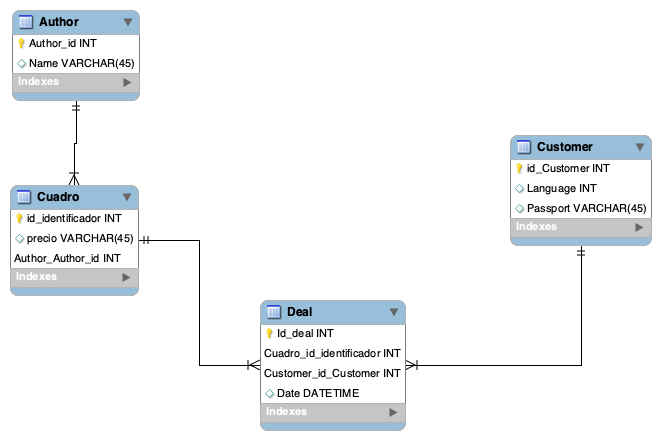 Author
Author_id INT
Name VARCHAR(45)
Indexes
Customer
id_Customer INT
Language INT
Passport VARCHAR(45)
Indexes
Cuadro
id_identificador INT
precio VARCHAR(45)
Author_Author_id INT
Indexes
Deal
Id_deal INT
Cuadro_id_identificador INT
Customer_id_Customer INT
Date DATETIME
Indexes